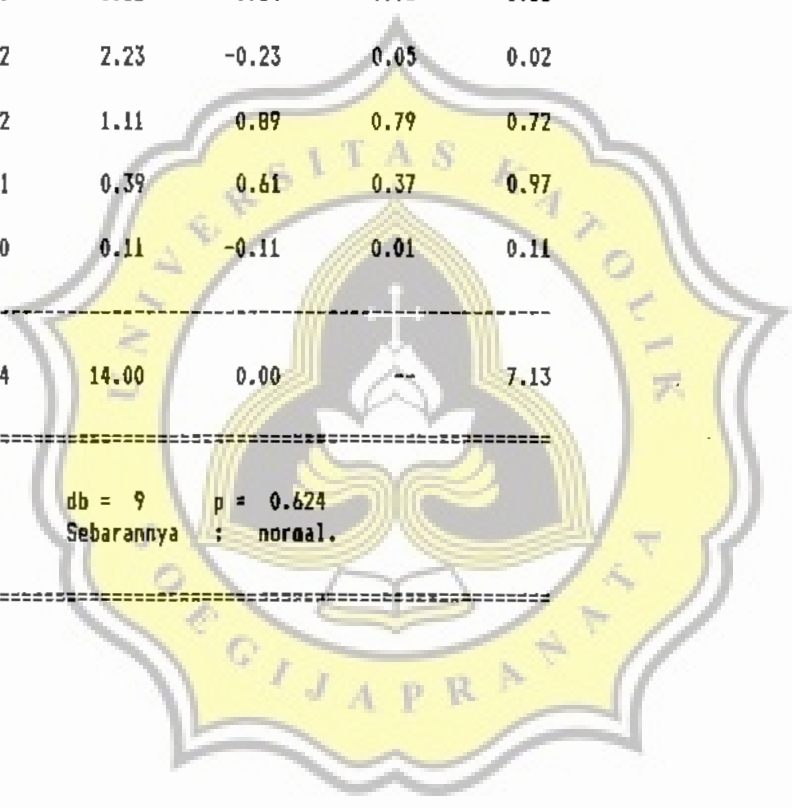 2 2.23 -0.23 0.05 0.02
2 1.11 0.89 0.79 0.72
1 0.39 0.61 0.37 0.97
0 0.11 -0.11 0.01 0.11
4 14.00 0.00 -- 7.13
db = 9 p = 0.624
Sebarannya : normal.
UNIVERSITAS KATOLIK
SOEGIJAPRANATA